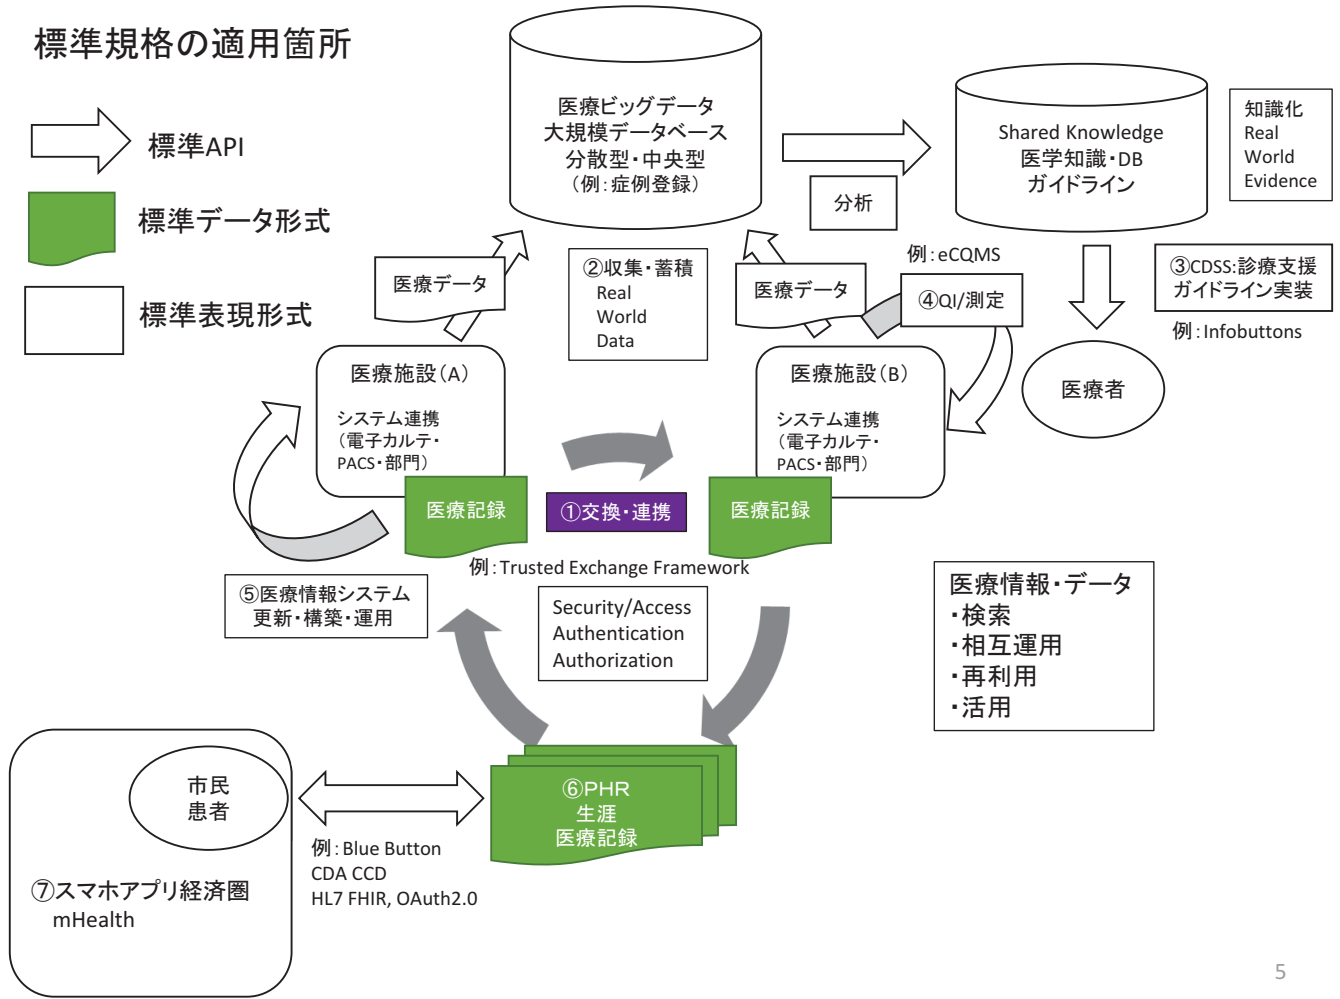 標準規格の適用箇所
標準API
標準データ形式
標準表現形式
医療ビッグデータ
大規模データベース
分散型・中央型
（例：症例登録）
Shared Knowledge
医学知識・DB
ガイドライン
知識化
Real
World
Evidence
分析
医療データ
②収集・蓄積
Real
World
Data
医療データ
例：eCQMS
④QI/測定
③CDSS:診療支援
ガイドライン実装
例：Infobuttons
医療者
医療施設（A）
システム連携
（電子カルテ・
PACS・部門）
医療記録
医療施設（B）
システム連携
（電子カルテ・
PACS・部門）
医療記録
①交換・連携
例：Trusted Exchange Framework
Security/Access
Authentication
Authorization
⑤医療情報システム
更新・構築・運用
医療情報・データ
・検索
・相互運用
・再利用
・活用
市民
患者
⑦スマホアプリ経済圏
mHealth
例：Blue Button
CDA CCD
HL7 FHIR, OAuth2.0
⑥PHR
生涯
医療記録
5